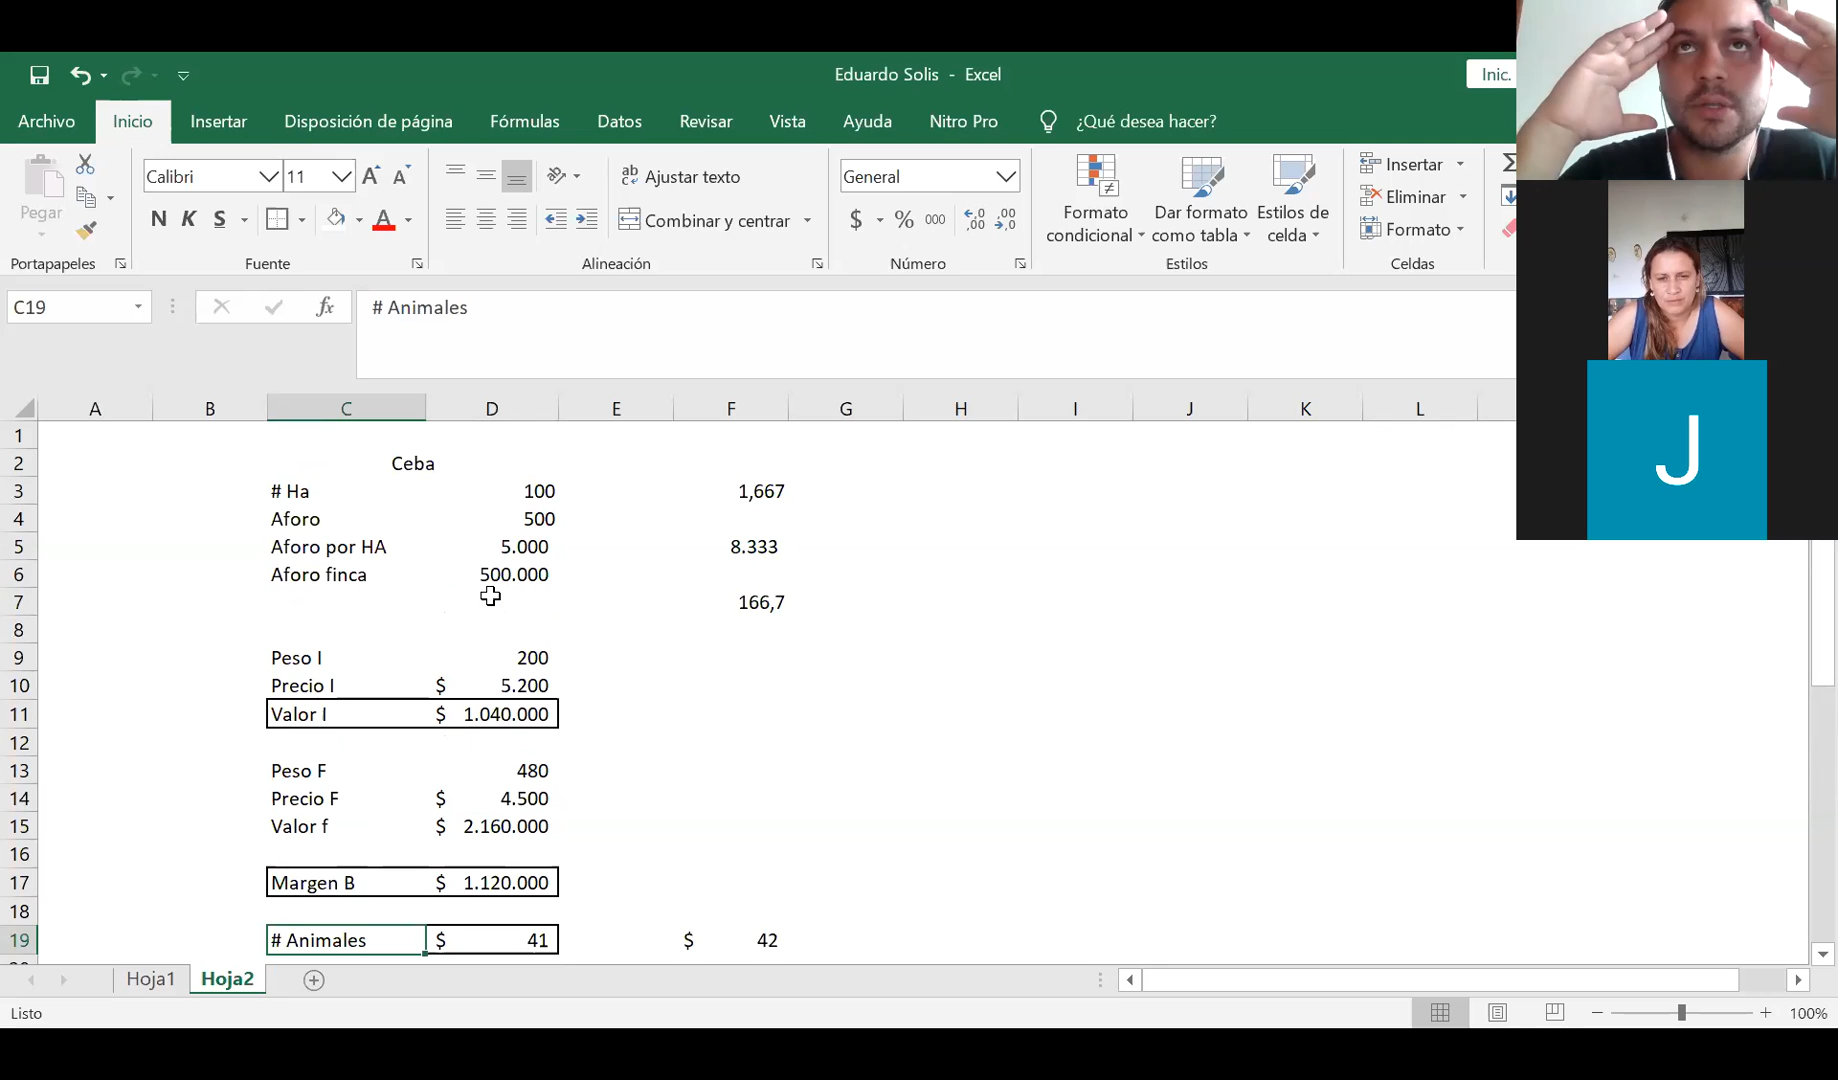 Eduardo Solis - Excel
Inic.
Archivo Inicio Insertar Disposición de página Fórmulas Datos Revisar Vista Ayuda Nitro Pro ¿Qué desea hacer?
Pegar
Calibri 11
N K S
A A
A
ab Ajustar texto
Combinar y centrar
General
$ % 000 ,00 ,0
Formato condicional
Dar formato como tabla
Estilos de celda
Insertar
Eliminar
Formato
Portapapeles Fuente Alineación Número Estilos Celdas
C19 fx # Animales
A B C D E F G H I J K L
1
2 Ceba
3 # Ha 100 1,667
4 Aforo 500
5 Aforo por HA 5.000 8.333
6 Aforo finca 500.000
7 166,7
8
9 Peso I 200
10 Precio I $ 5.200
11 Valor I $ 1.040.000
12
13 Peso F 480
14 Precio F $ 4.500
15 Valor f $ 2.160.000
16
17 Margen B $ 1.120.000
18
19 # Animales $ 41 $ 42
Hoja1 Hoja2
Listo
100%
J